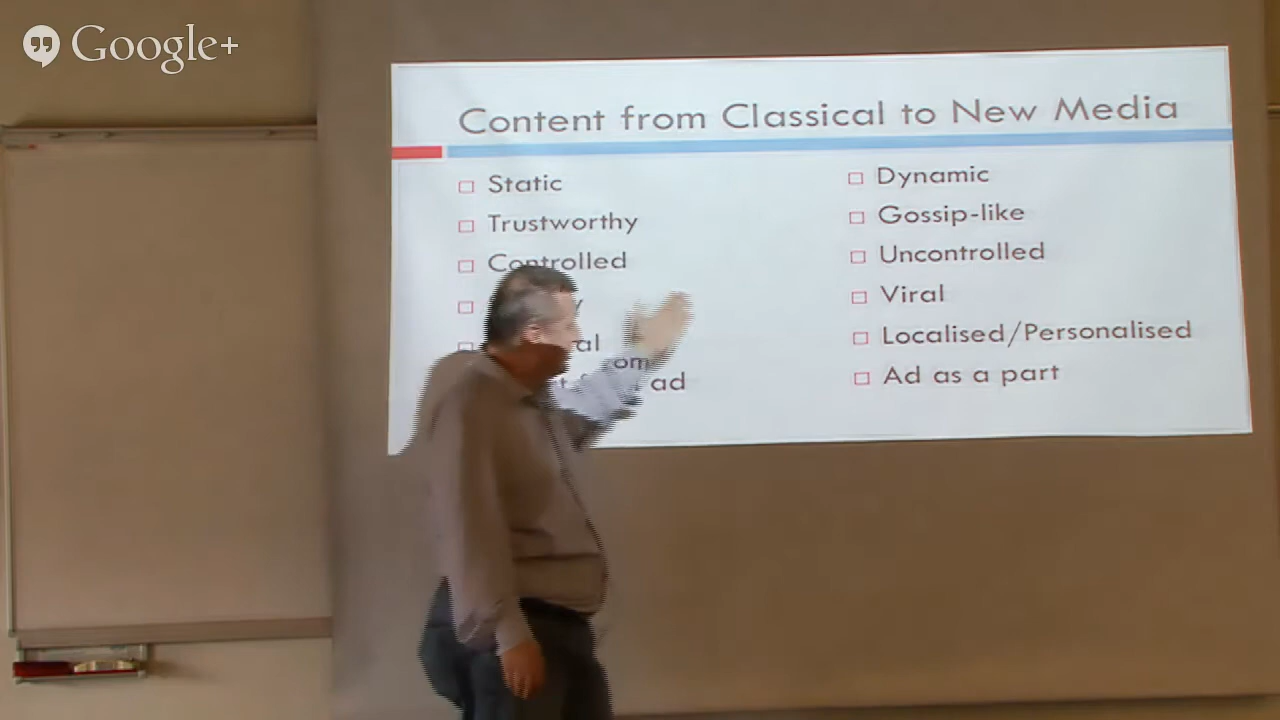 Google+
Content from Classical to New Media
Static
Trustworthy
Controlled
Dynamic
Gossip-like
Uncontrolled
Viral
Localised/Personalised
Ad as a part
ad